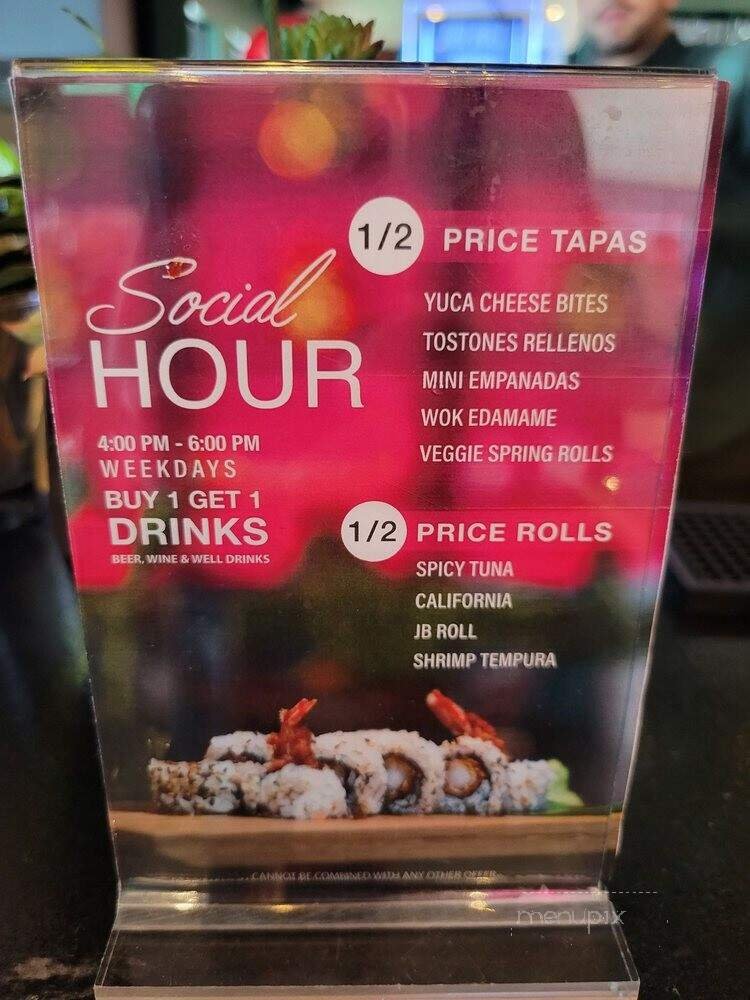 Social
HOUR
4:00 PM - 6:00 PM
WEEKDAYS
BUY 1 GET 1
DRINKS
BEER, WINE & WELL DRINKS
1/2 PRICE TAPAS
YUCA CHEESE BITES
TOSTONES RELLENOS
MINI EMPANADAS
WOK EDAMAME
VEGGIE SPRING ROLLS
1/2 PRICE ROLLS
SPICY TUNA
CALIFORNIA
JB ROLL
SHRIMP TEMPURA
CANNOT BE COMBINED WITH ANY OTHER OFFER
menupix